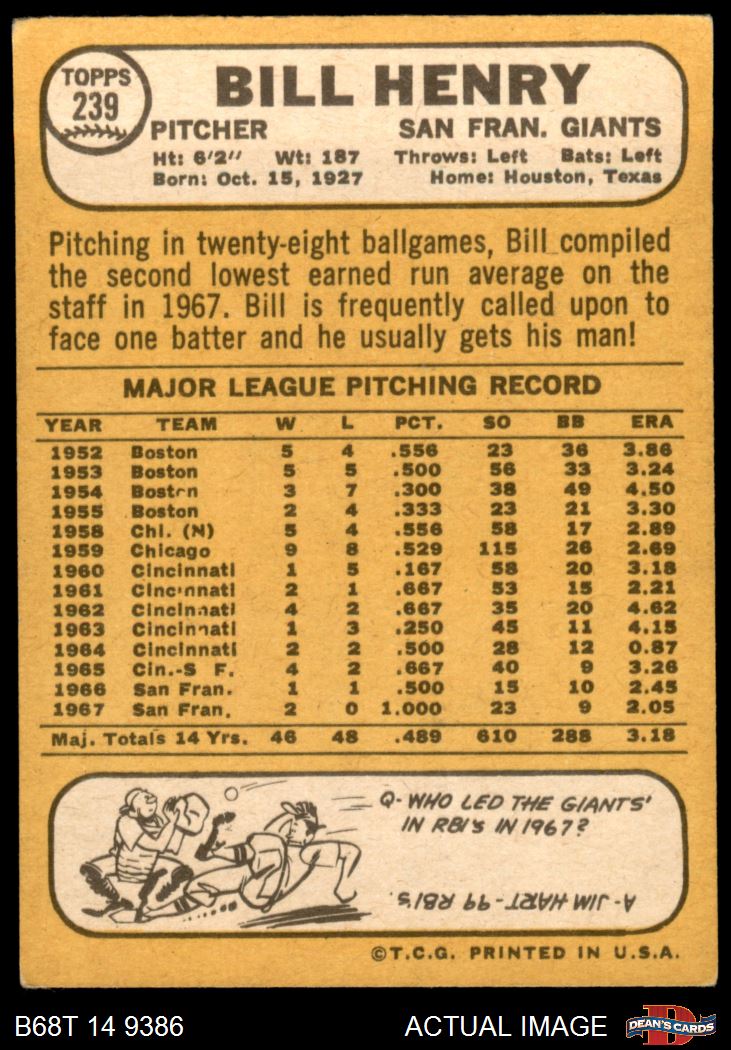 TOPPS
239
BILL HENRY
PITCHER SAN FRAN. GIANTS
Ht: 6'2" Wt: 187 Throws: Left Bats: Left
Born: Oct. 15, 1927 Home: Houston, Texas
Pitching in twenty-eight ballgames, Bill compiled
the second lowest earned run average on the
staff in 1967. Bill is frequently called upon to
face one batter and he usually gets his man!
MAJOR LEAGUE PITCHING RECORD
YEAR TEAM W L PCT. SO BB ERA
1952 Boston 5 4 .556 23 36 3.86
1953 Boston 5 5 .500 56 33 3.24
1954 Boston 3 7 .300 38 49 4.50
1955 Boston 2 4 .333 23 21 3.30
1958 Chi. (N) 5 4 .556 58 17 2.89
1959 Chicago 9 8 .529 115 26 2.69
1960 Cincinnati 1 5 .167 58 20 3.18
1961 Cincinnati 2 1 .667 53 15 2.21
1962 Cincinnati 4 2 .667 35 20 4.62
1963 Cincinnati 1 3 .250 45 11 4.15
1964 Cincinnati 2 2 .500 28 12 0.87
1965 Cin.-S F. 4 2 .667 40 9 3.26
1966 San Fran. 1 1 .500 15 10 2.45
1967 San Fran. 2 0 1.000 23 9 2.05
Maj. Totals 14 Yrs. 46 48 .489 610 288 3.18
Q- WHO LED THE GIANTS'
IN RBI's IN 1967?
A- JIM HART- 99 RBI's.
©T.C.G. PRINTED IN U.S.A.
B68T 14 9386 ACTUAL IMAGE
D
DEAN'S CARDS